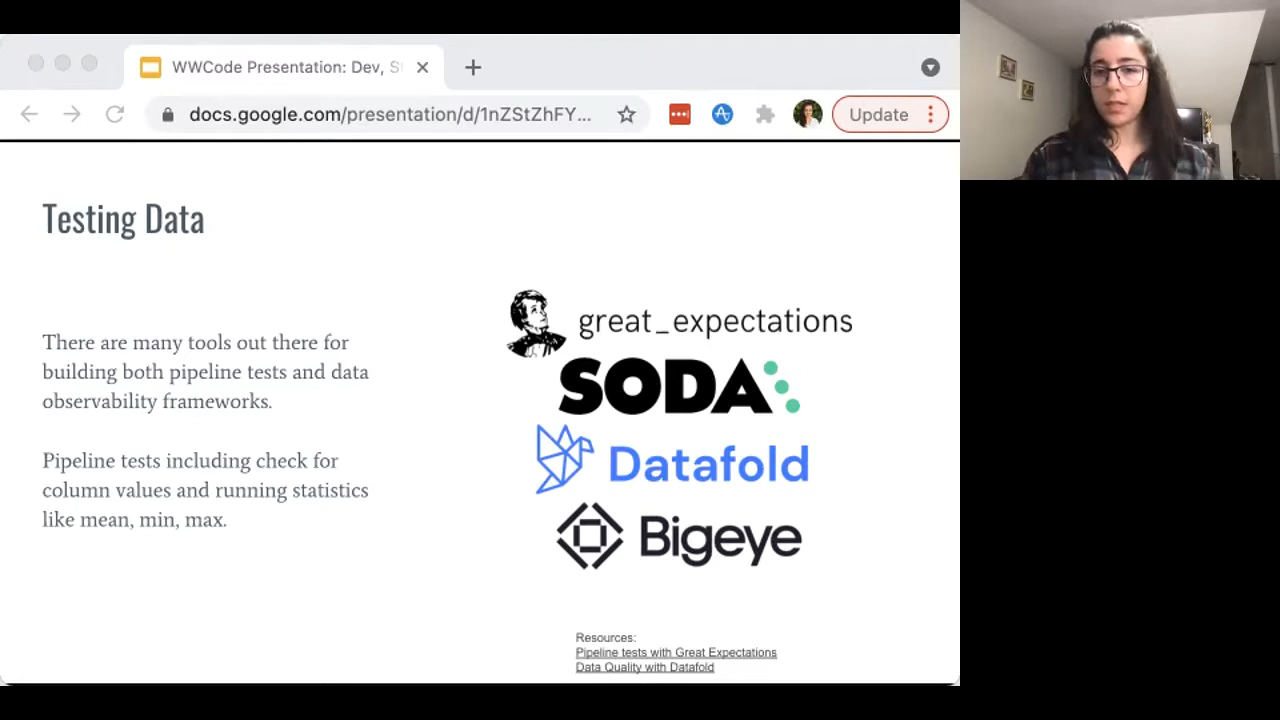 WWCode Presentation: Dev, S
docs.google.com/presentation/d/1nZStZhFY...
Update
Testing Data
There are many tools out there for
building both pipeline tests and data
observability frameworks.
Pipeline tests including check for
column values and running statistics
like mean, min, max.
great_expectations
SODA
Datafold
Bigeye
Resources:
Pipeline tests with Great Expectations
Data Quality with Datafold